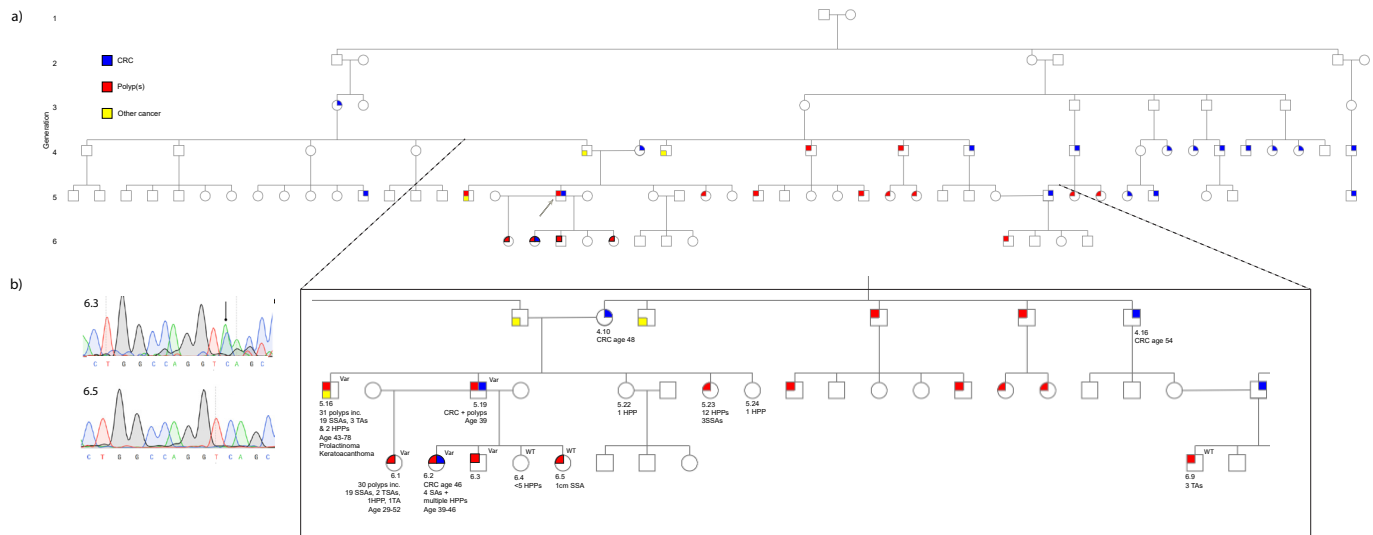 a)
1
CRC
2
Polyp(s)
Other cancer
3
Generation
4
5
6
b)
6.3
C T G G C C A G G T C A G C
6.5
C T G G C C A G G T C A G C
4.10
CRC age 48
4.16
CRC age 54
Var
5.16
31 polyps inc.
19 SSAs, 3 TAs
& 2 HPPs
Age 43-78
Prolactinoma
Keratoacanthoma
Var
5.19
CRC + polyps
Age 39
5.22
1 HPP
5.23
12 HPPs
3SSAs
5.24
1 HPP
Var
6.1
30 polyps inc.
19 SSAs, 2 TSAs,
1HPP, 1TA
Age 29-52
Var
6.2
CRC age 46
4 SAs +
multiple HPPs
Age 39-46
Var
6.3
WT
6.4
<5 HPPs
WT
6.5
1cm SSA
WT
6.9
3 TAs